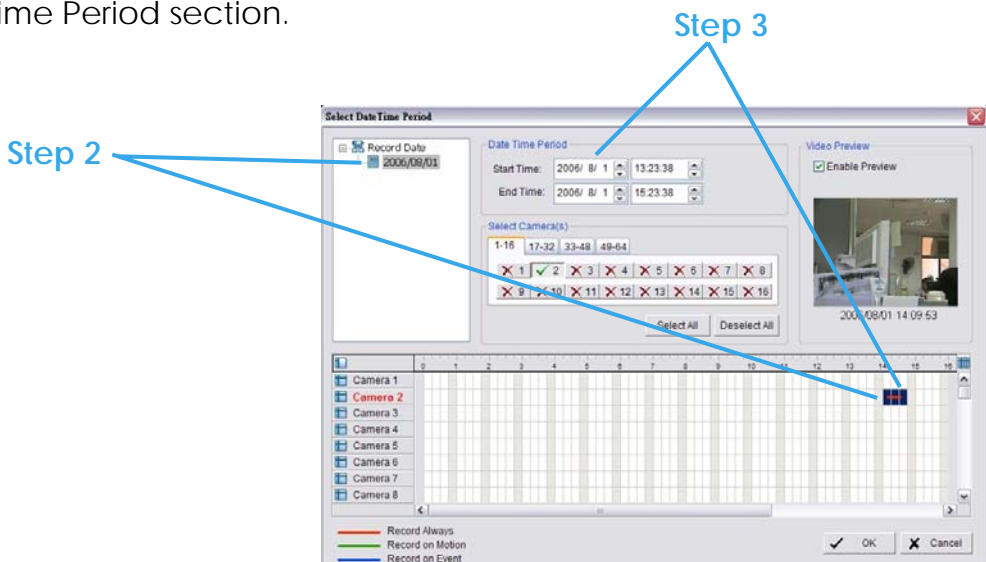 ime Period section.
Step 3
Step 2
Select DateTime Period
Record Date
2006/08/01
Date Time Period
Start Time: 2006/ 8/ 1 13:23:38
End Time: 2006/ 8/ 1 15:23:38
Select Camera(s)
1-16 17-32 33-48 49-64
1 2 3 4 5 6 7 8
9 10 11 12 13 14 15 16
Select All Deselect All
Video Preview
Enable Preview
2006/08/01 14:09:53
0 1 2 3 4 5 6 7 8 9 10 11 12 13 14 15 16
Camera 1
Camera 2
Camera 3
Camera 4
Camera 5
Camera 6
Camera 7
Camera 8
Record Always
Record on Motion
Record on Event
OK Cancel